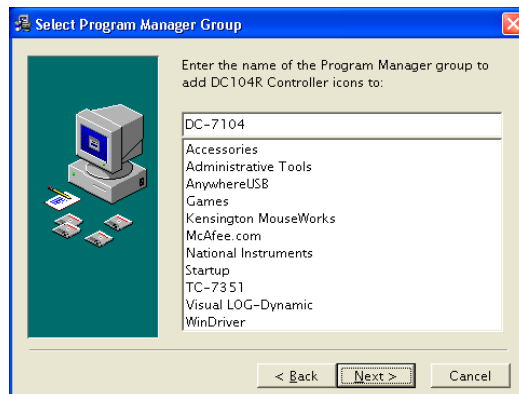 Select Program Manager Group
Enter the name of the Program Manager group to
add DC104R Controller icons to:
DC-7104
Accessories
Administrative Tools
AnywhereUSB
Games
Kensington MouseWorks
McAfee.com
National Instruments
Startup
TC-7351
Visual LOG-Dynamic
WinDriver
< Back
Next >
Cancel